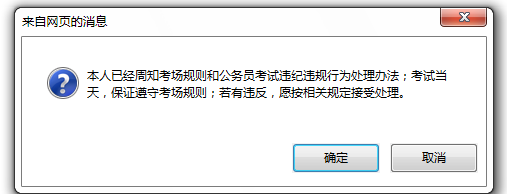 来自网页的消息
本人已经周知考场规则和公务员考试违纪违规行为处理办法；考试当
天，保证遵守考场规则；若有违反，愿按相关规定接受处理。
确定
取消